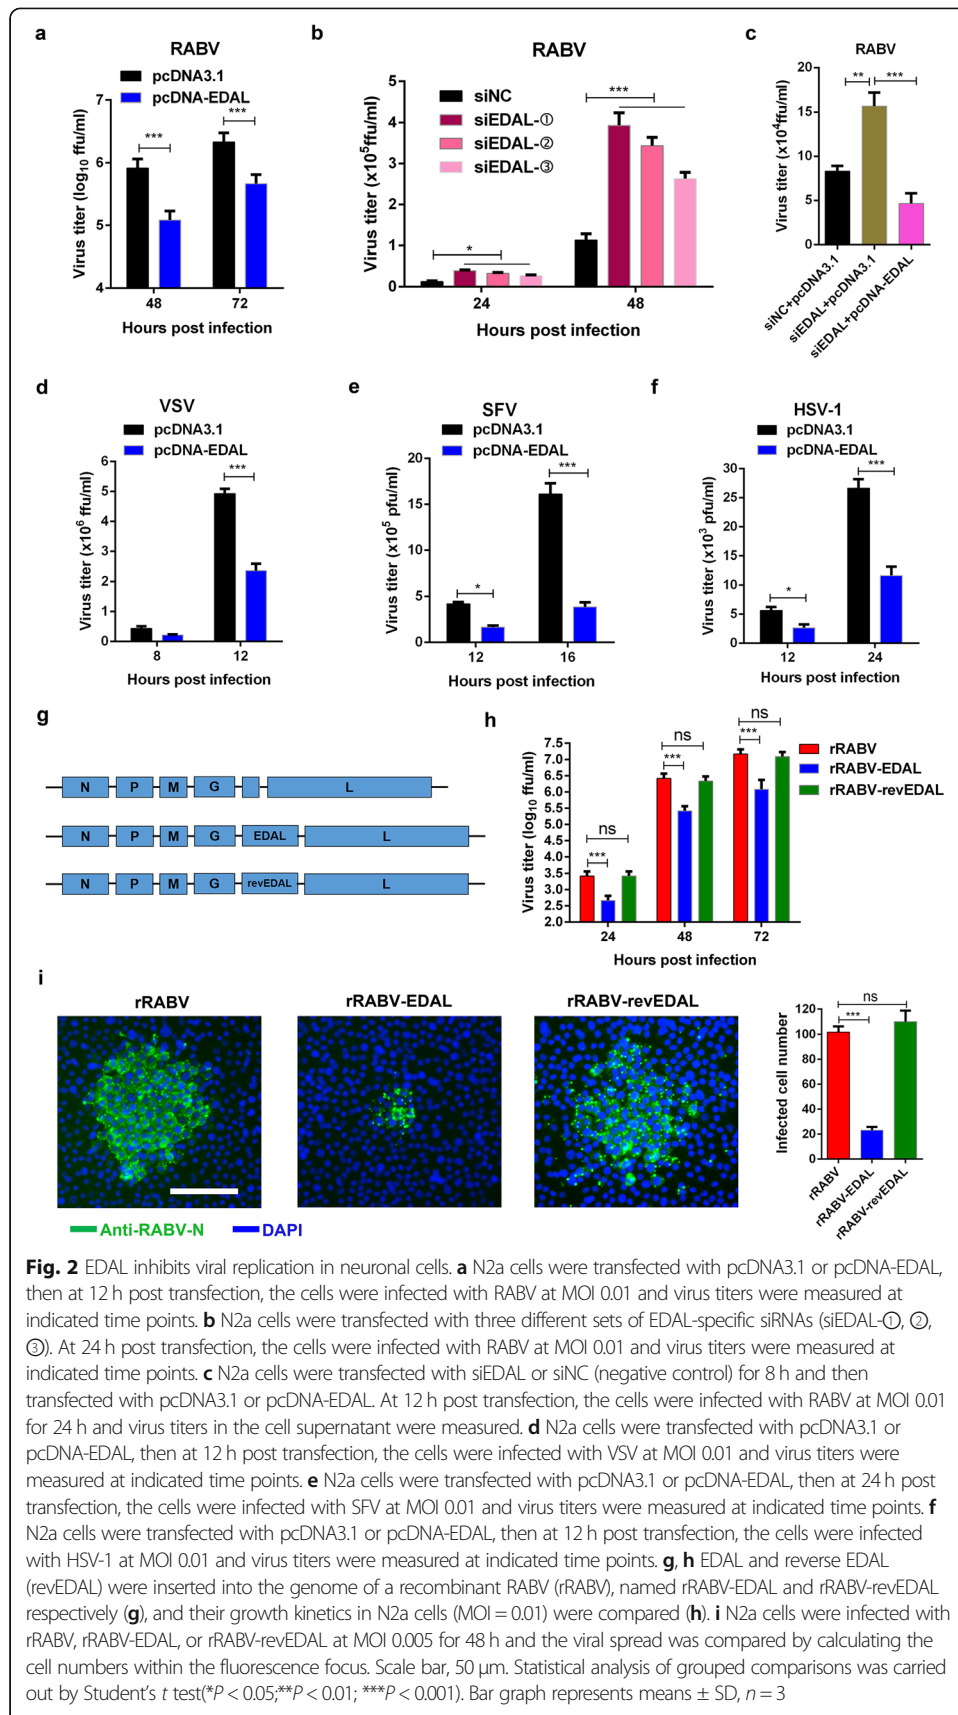 a
RABV
pcDNA3.1
pcDNA-EDAL
Virus titer (log10 ffu/ml)
7
6
5
4
***
***
48
72
Hours post infection
b
RABV
siNC
siEDAL-①
siEDAL-②
siEDAL-③
Virus titer (x10^5ffu/ml)
5
4
3
2
1
0
*
***
24
48
Hours post infection
c
RABV
Virus titer (x10^4ffu/ml)
20
15
10
5
0
**
***
siNC+pcDNA3.1
siEDAL+pcDNA3.1
siEDAL+pcDNA-EDAL
d
VSV
pcDNA3.1
pcDNA-EDAL
Virus titer (x10^6 ffu/ml)
6
5
4
3
2
1
0
***
8
12
Hours post infection
e
SFV
pcDNA3.1
pcDNA-EDAL
Virus titer (x10^5 pfu/ml)
20
15
10
5
0
*
***
12
16
Hours post infection
f
HSV-1
pcDNA3.1
pcDNA-EDAL
Virus titer (x10^3 pfu/ml)
30
25
20
15
10
5
0
*
***
12
24
Hours post infection
g
N P M G L
N P M G EDAL L
N P M G revEDAL L
h
rRABV
rRABV-EDAL
rRABV-revEDAL
Virus titer (log10 ffu/ml)
7.5
7.0
6.5
6.0
5.5
5.0
4.5
4.0
3.5
3.0
2.5
2.0
ns
***
ns
***
ns
***
24
48
72
Hours post infection
i
rRABV
rRABV-EDAL
rRABV-revEDAL
Anti-RABV-N
DAPI
Infected cell number
120
100
80
60
40
20
0
ns
***
rRABV
rRABV-EDAL
rRABV-revEDAL
Fig. 2 EDAL inhibits viral replication in neuronal cells. a N2a cells were transfected with pcDNA3.1 or pcDNA-EDAL,
then at 12 h post transfection, the cells were infected with RABV at MOI 0.01 and virus titers were measured at
indicated time points. b N2a cells were transfected with three different sets of EDAL-specific siRNAs (siEDAL-①, ②,
③). At 24 h post transfection, the cells were infected with RABV at MOI 0.01 and virus titers were measured at
indicated time points. c N2a cells were transfected with siEDAL or siNC (negative control) for 8 h and then
transfected with pcDNA3.1 or pcDNA-EDAL. At 12 h post transfection, the cells were infected with RABV at MOI 0.01
for 24 h and virus titers in the cell supernatant were measured. d N2a cells were transfected with pcDNA3.1 or
pcDNA-EDAL, then at 12 h post transfection, the cells were infected with VSV at MOI 0.01 and virus titers were
measured at indicated time points. e N2a cells were transfected with pcDNA3.1 or pcDNA-EDAL, then at 24 h post
transfection, the cells were infected with SFV at MOI 0.01 and virus titers were measured at indicated time points. f
N2a cells were transfected with pcDNA3.1 or pcDNA-EDAL, then at 12 h post transfection, the cells were infected
with HSV-1 at MOI 0.01 and virus titers were measured at indicated time points. g, h EDAL and reverse EDAL
(revEDAL) were inserted into the genome of a recombinant RABV (rRABV), named rRABV-EDAL and rRABV-revEDAL
respectively (g), and their growth kinetics in N2a cells (MOI = 0.01) were compared (h). i N2a cells were infected with
rRABV, rRABV-EDAL, or rRABV-revEDAL at MOI 0.005 for 48 h and the viral spread was compared by calculating the
cell numbers within the fluorescence focus. Scale bar, 50 μm. Statistical analysis of grouped comparisons was carried
out by Student's t test(*P < 0.05;**P < 0.01; ***P < 0.001). Bar graph represents means ± SD, n = 3